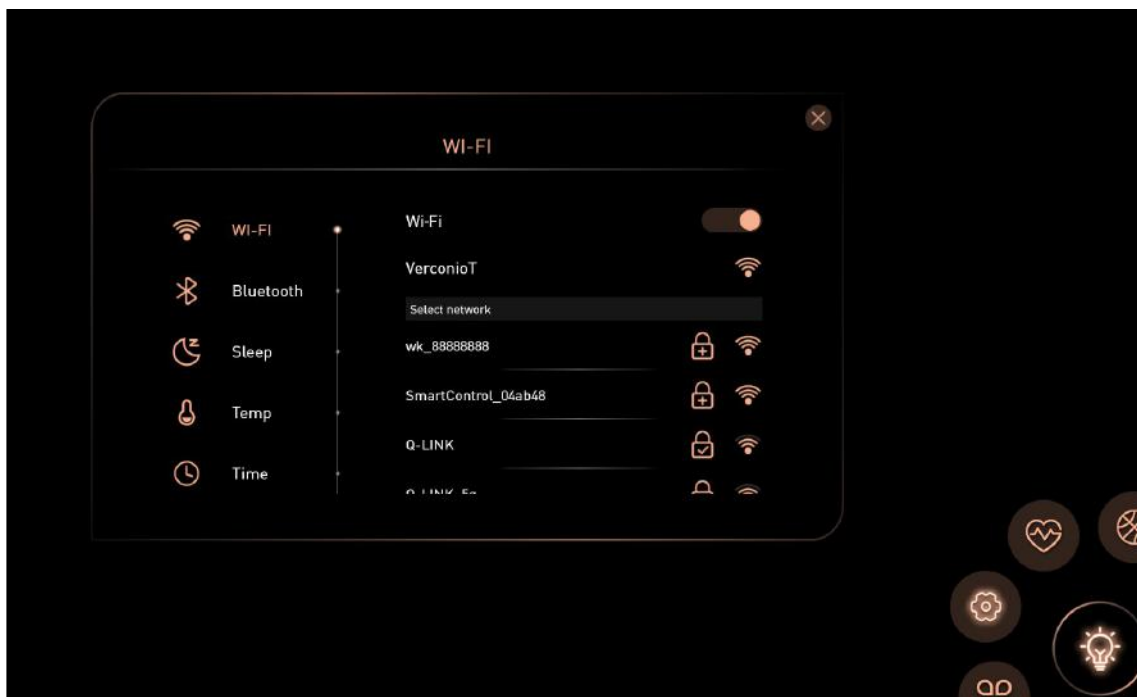 WI-FI
WI-FI
Bluetooth
Sleep
Temp
Time
Wi-Fi
VerconioT
Select network
wk_88888888
SmartControl_04ab48
Q-LINK